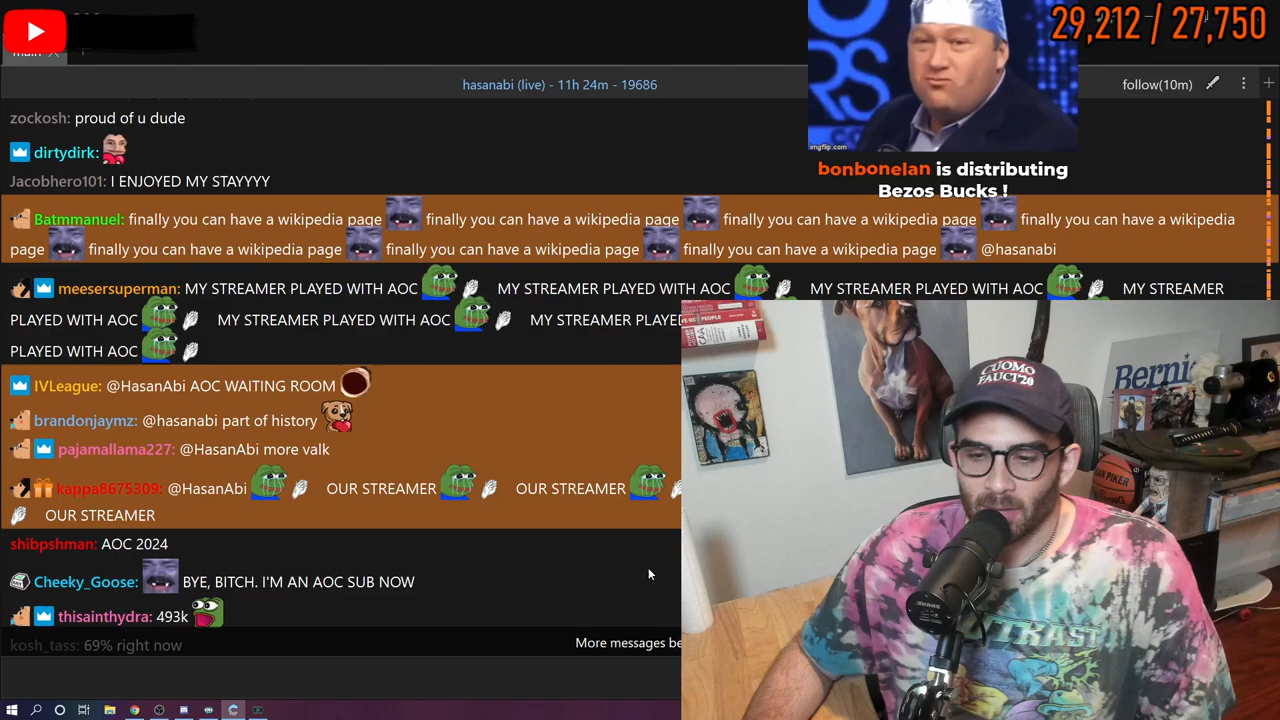 29,212 / 27,750
main
hasanabi (live) - 11h 24m - 19686
follow(10m)
zockosh: proud of u dude
dirtydirk:
Jacobhero101: I ENJOYED MY STAYYYY
imgflip.com
bonbonelan is distributing
Bezos Bucks !
Batmmanuel: finally you can have a wikipedia page finally you can have a wikipedia page finally you can have a wikipedia page finally you can have a wikipedia
page finally you can have a wikipedia page finally you can have a wikipedia page finally you can have a wikipedia page @hasanabi
meesersuperman: MY STREAMER PLAYED WITH AOC MY STREAMER PLAYED WITH AOC MY STREAMER PLAYED WITH AOC MY STREAMER
PLAYED WITH AOC MY STREAMER PLAYED WITH AOC MY STREAMER PLAYE
PLAYED WITH AOC
IVLeague: @HasanAbi AOC WAITING ROOM
brandonjaymz: @hasanabi part of history
pajamallama227: @HasanAbi more valk
kappa8675309: @HasanAbi OUR STREAMER OUR STREAMER
OUR STREAMER
shibpshman: AOC 2024
Cheeky_Goose: BYE, BITCH. I'M AN AOC SUB NOW
thisainthydra: 493k
kosh_tass: 69% right now
More messages be
PEOPLE
CUOMO
FAUCI'20
Bernie
SPALDING
OUTKAST